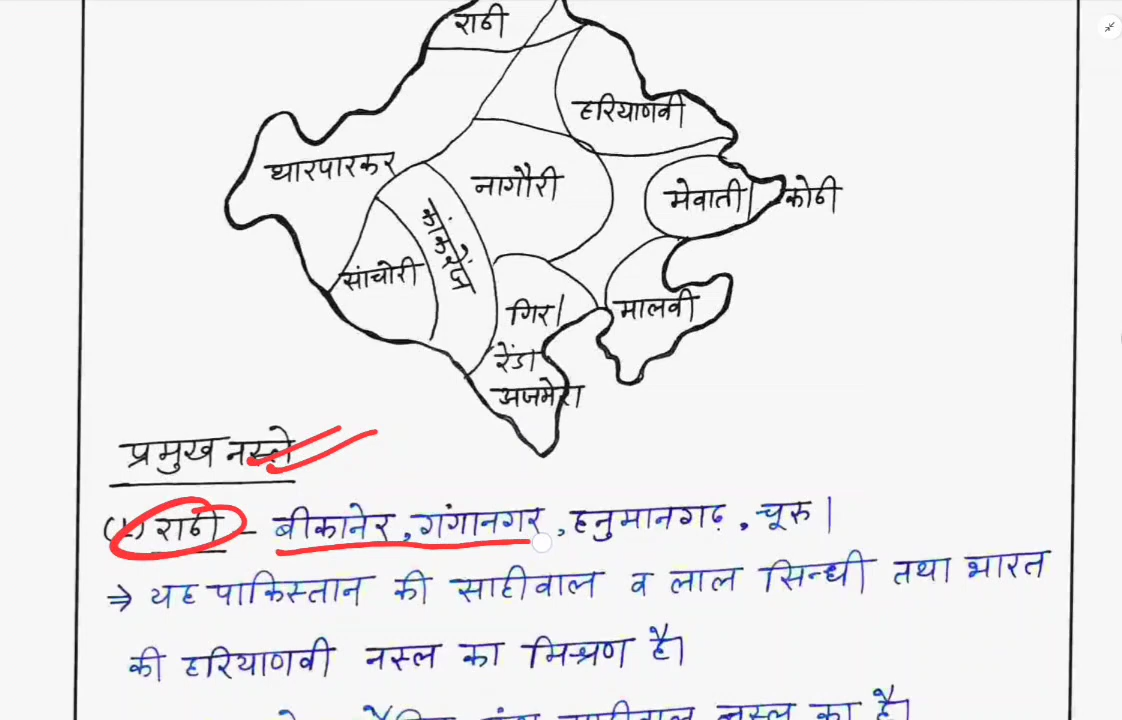 राठी
हरियाणवी
थारपारकर
नागौरी
मेवाती
कोठी
कांकरेज
सांचोरी
गिर/
मालवी
रेंडा
अजमेरा
प्रमुख नस्ले
राठी - बीकानेर, गंगानगर, हनुमानगढ़, चूरू।
⇒ यह पाकिस्तान की साहीवाल व लाल सिन्धी तथा भारत
की हरियाणवी नस्ल का मिश्रण है।
साहीवाल नस्ल का है।